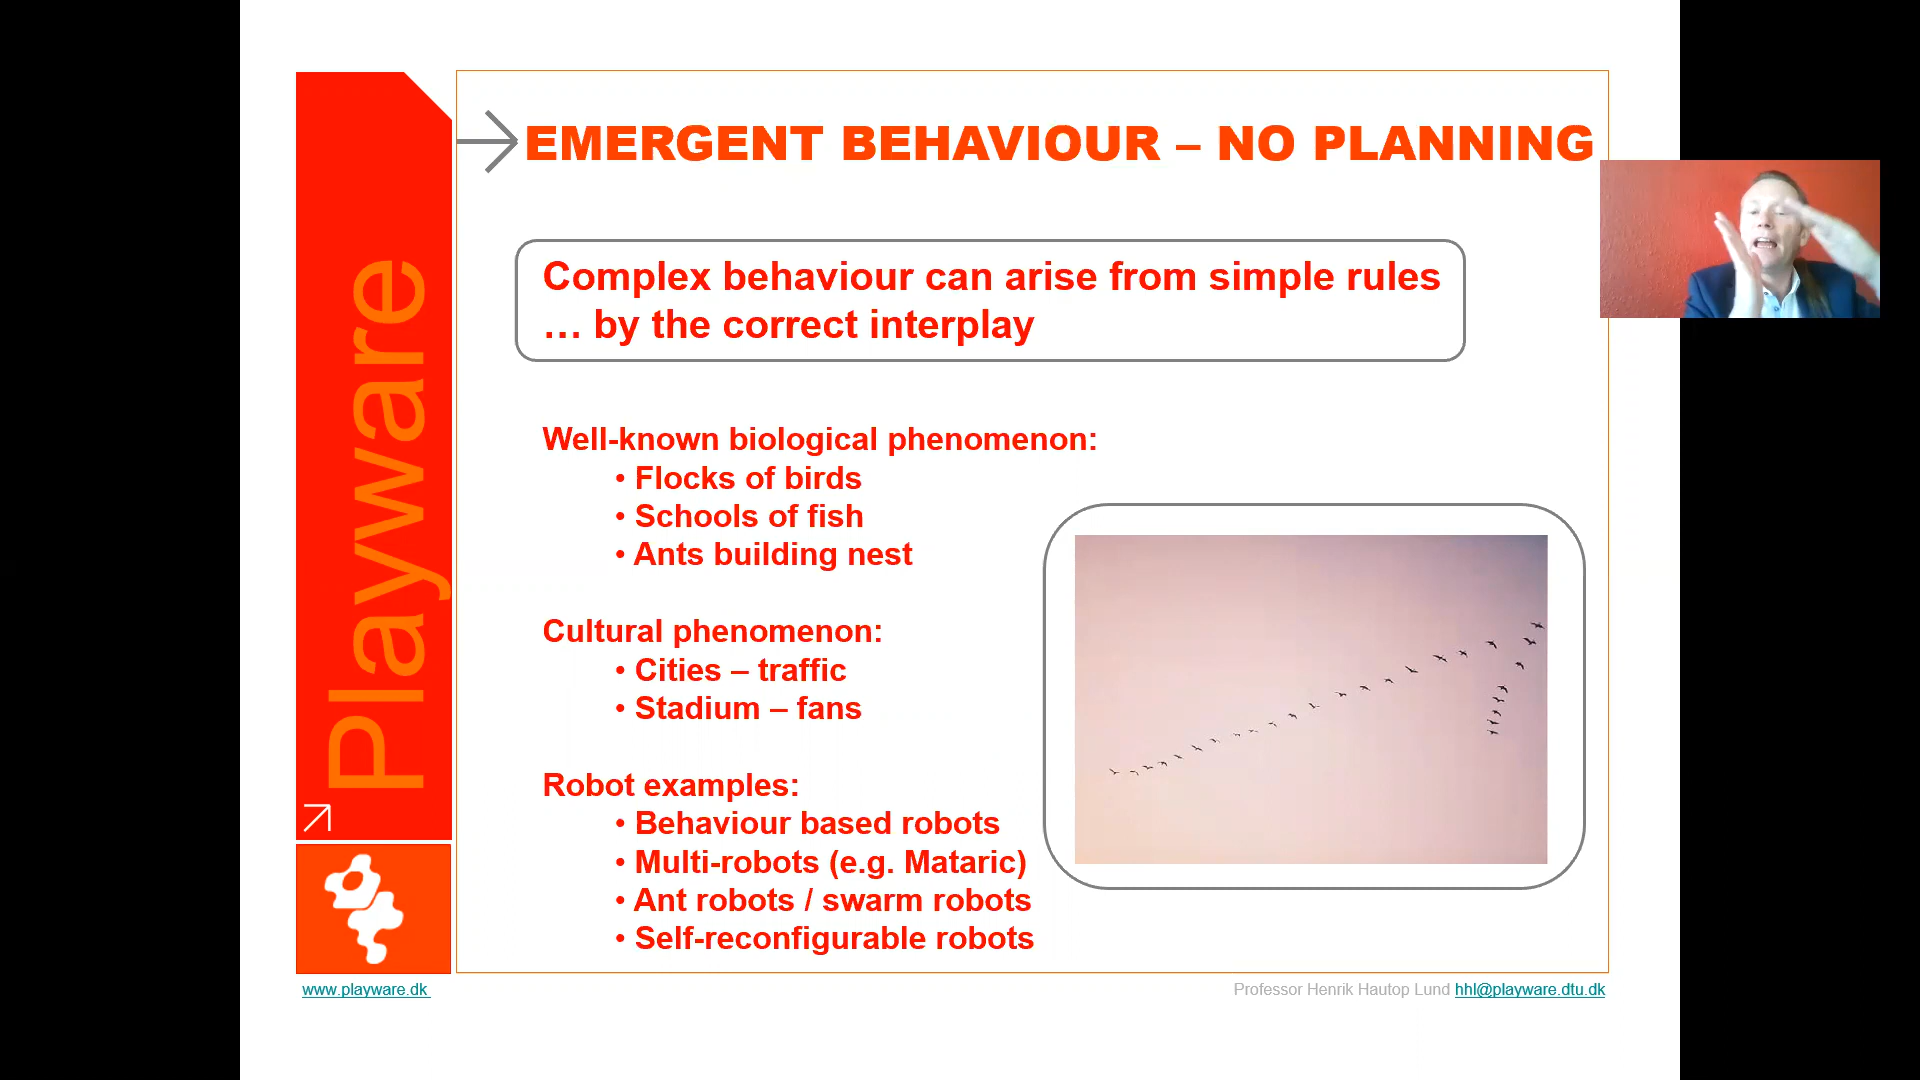 EMERGENT BEHAVIOUR – NO PLANNING
Complex behaviour can arise from simple rules
… by the correct interplay
Well-known biological phenomenon:
• Flocks of birds
• Schools of fish
• Ants building nest
Cultural phenomenon:
• Cities – traffic
• Stadium – fans
Robot examples:
• Behaviour based robots
• Multi-robots (e.g. Mataric)
• Ant robots / swarm robots
• Self-reconfigurable robots
Playware
www.playware.dk
Professor Henrik Hautop Lund hhl@playware.dtu.dk